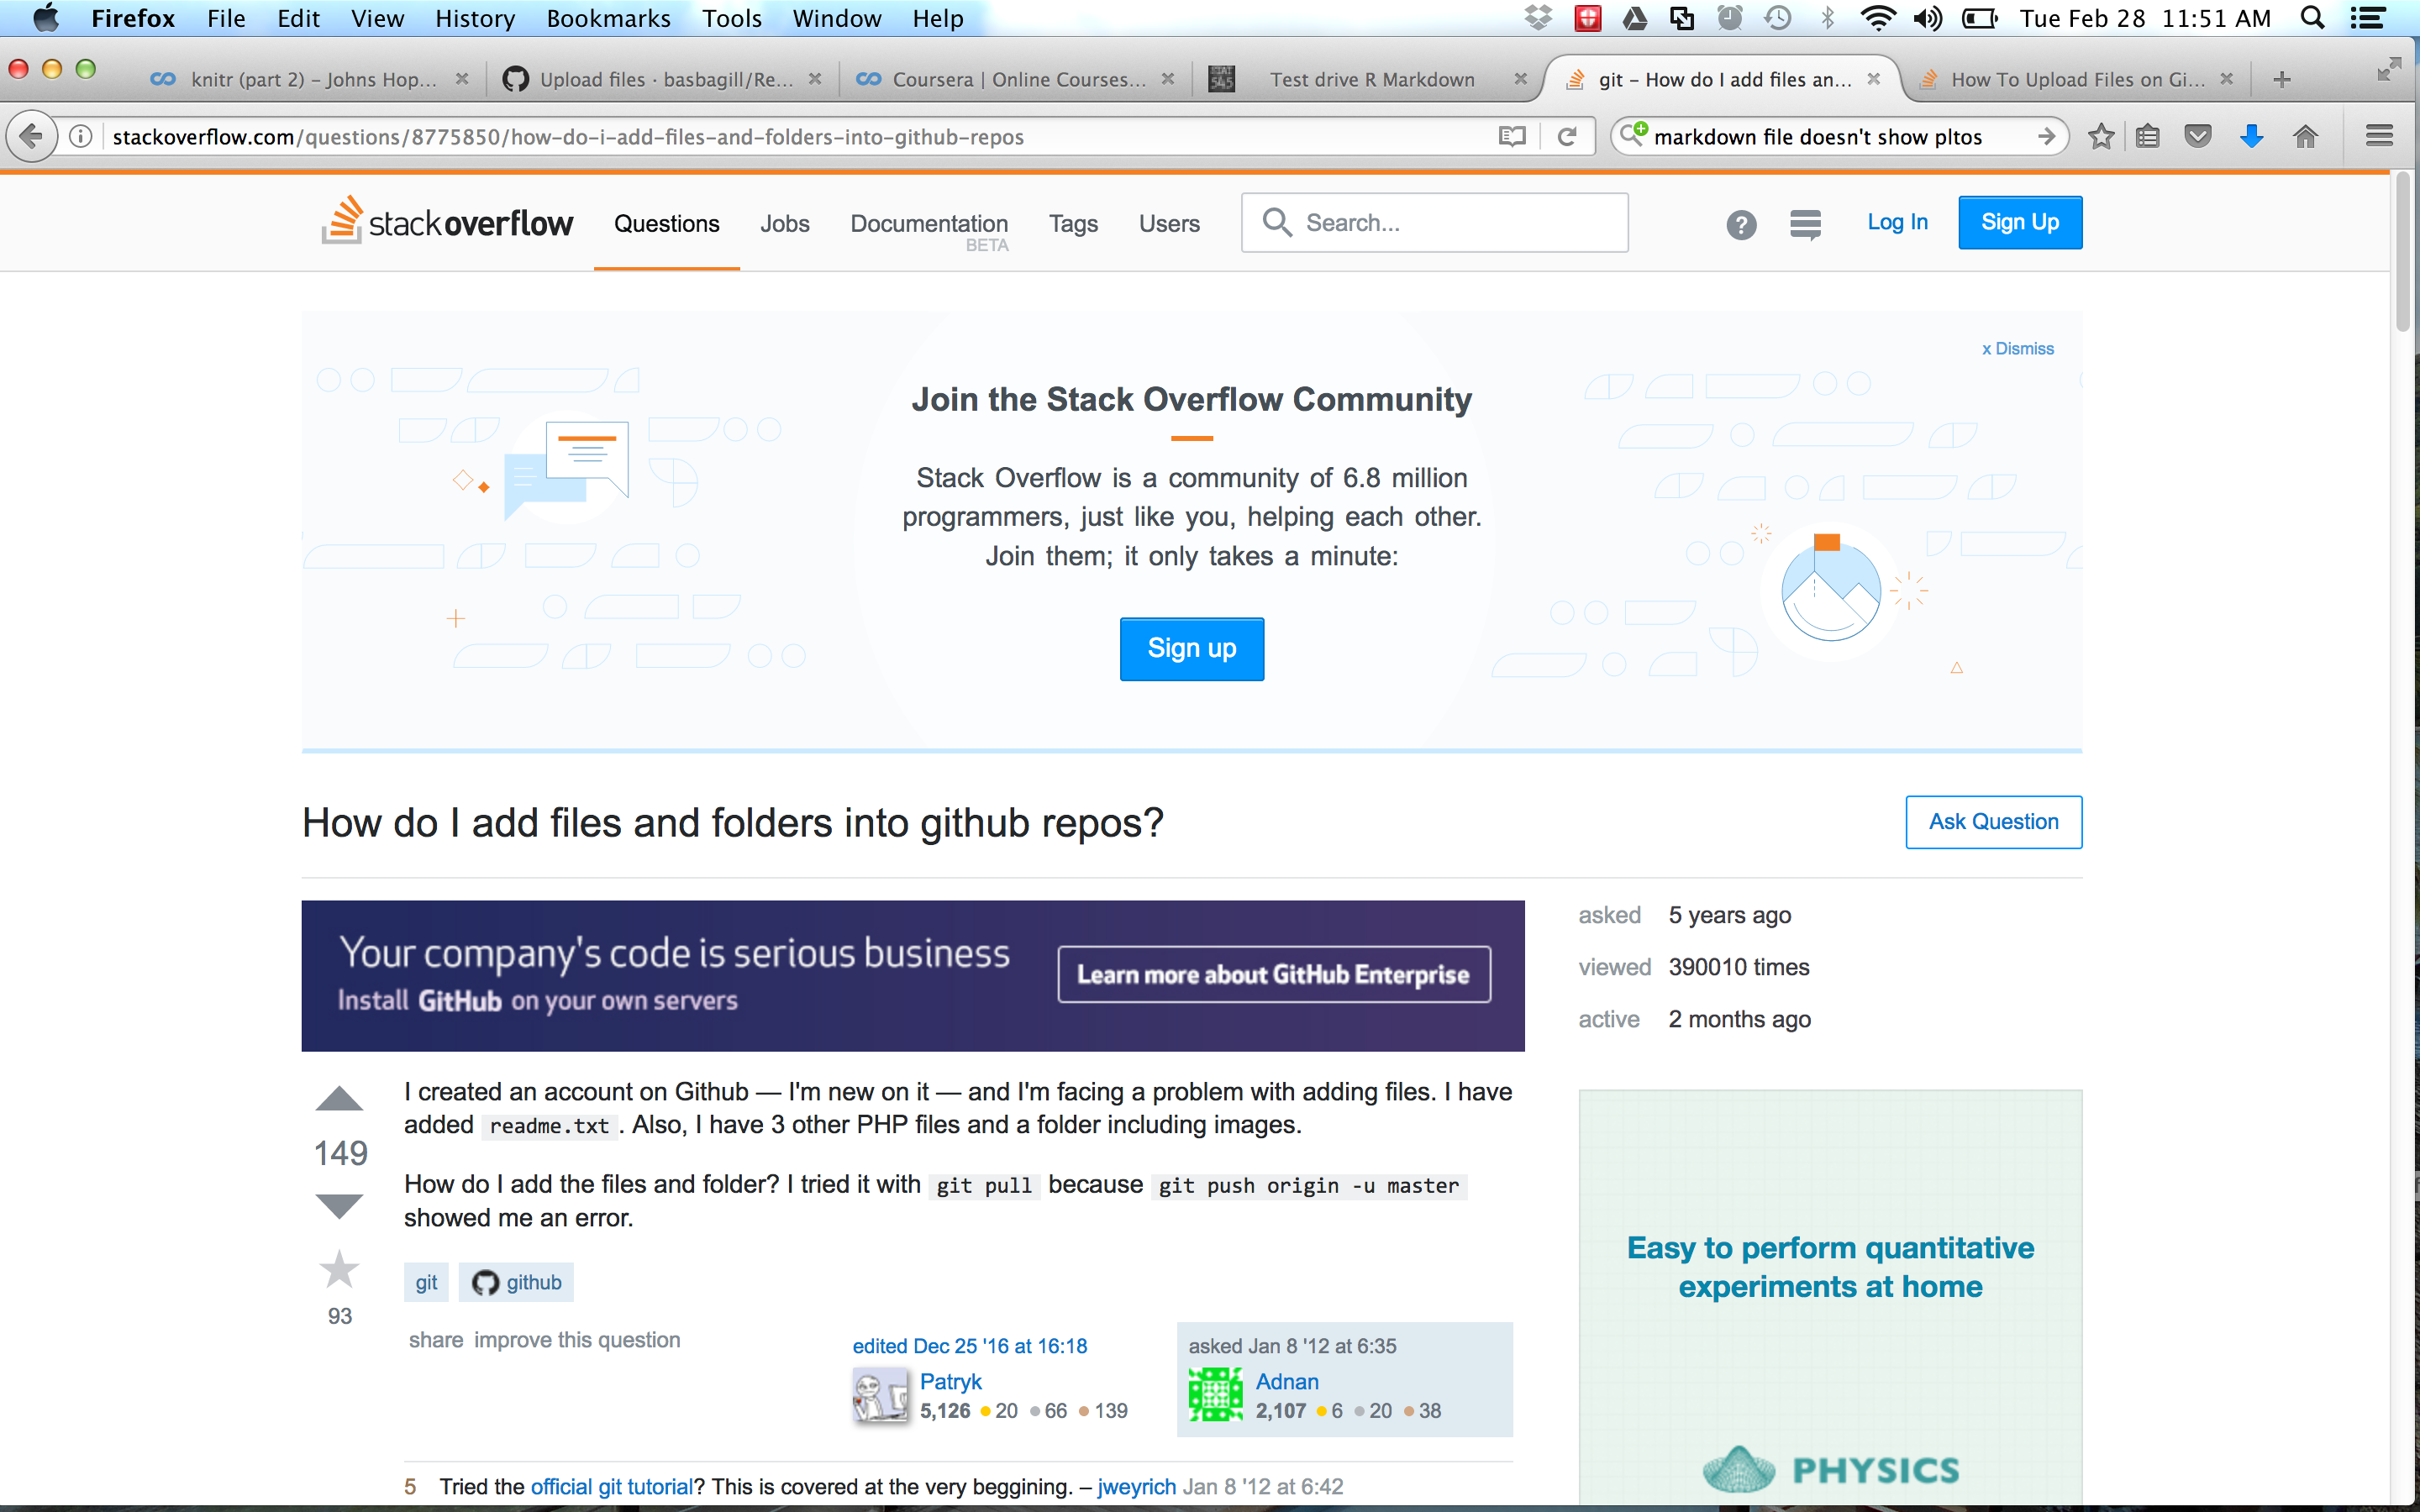 Firefox File Edit View History Bookmarks Tools Window Help Tue Feb 28 11:51 AM
knitr (part 2) – Johns Hop... Upload files · basbagill/Re... Coursera | Online Courses... Test drive R Markdown git – How do I add files an... How To Upload Files on Gi...
stackoverflow.com/questions/8775850/how-do-i-add-files-and-folders-into-github-repos markdown file doesn't show pltos
stackoverflow Questions Jobs Documentation Tags Users Search... Log In Sign Up
BETA
x Dismiss
Join the Stack Overflow Community
Stack Overflow is a community of 6.8 million
programmers, just like you, helping each other.
Join them; it only takes a minute:
Sign up
How do I add files and folders into github repos?
Ask Question
Your company's code is serious business
Install GitHub on your own servers
Learn more about GitHub Enterprise
asked 5 years ago
viewed 390010 times
active 2 months ago
149
93
I created an account on Github — I'm new on it — and I'm facing a problem with adding files. I have
added readme.txt. Also, I have 3 other PHP files and a folder including images.
How do I add the files and folder? I tried it with git pull because git push origin -u master
showed me an error.
git github
share improve this question
edited Dec 25 '16 at 16:18
Patryk
5,126 20 66 139
asked Jan 8 '12 at 6:35
Adnan
2,107 6 20 38
5 Tried the official git tutorial? This is covered at the very beggining. – jweyrich Jan 8 '12 at 6:42
Easy to perform quantitative
experiments at home
PHYSICS